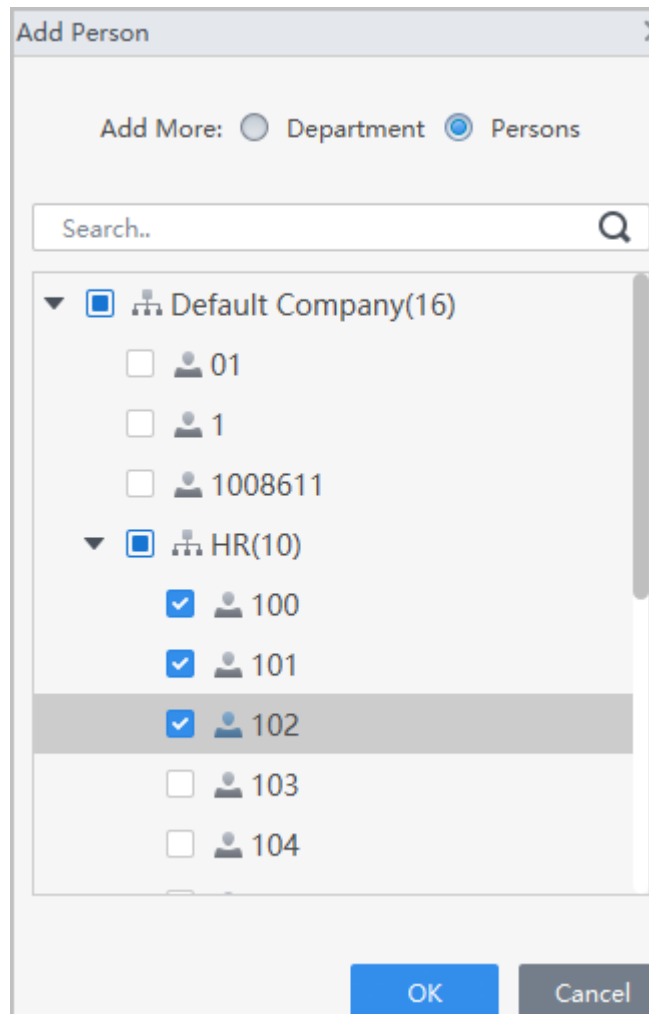 Add Person
Add More: Department Persons
Search..
Default Company(16)
01
1
1008611
HR(10)
100
101
102
103
104
OK Cancel